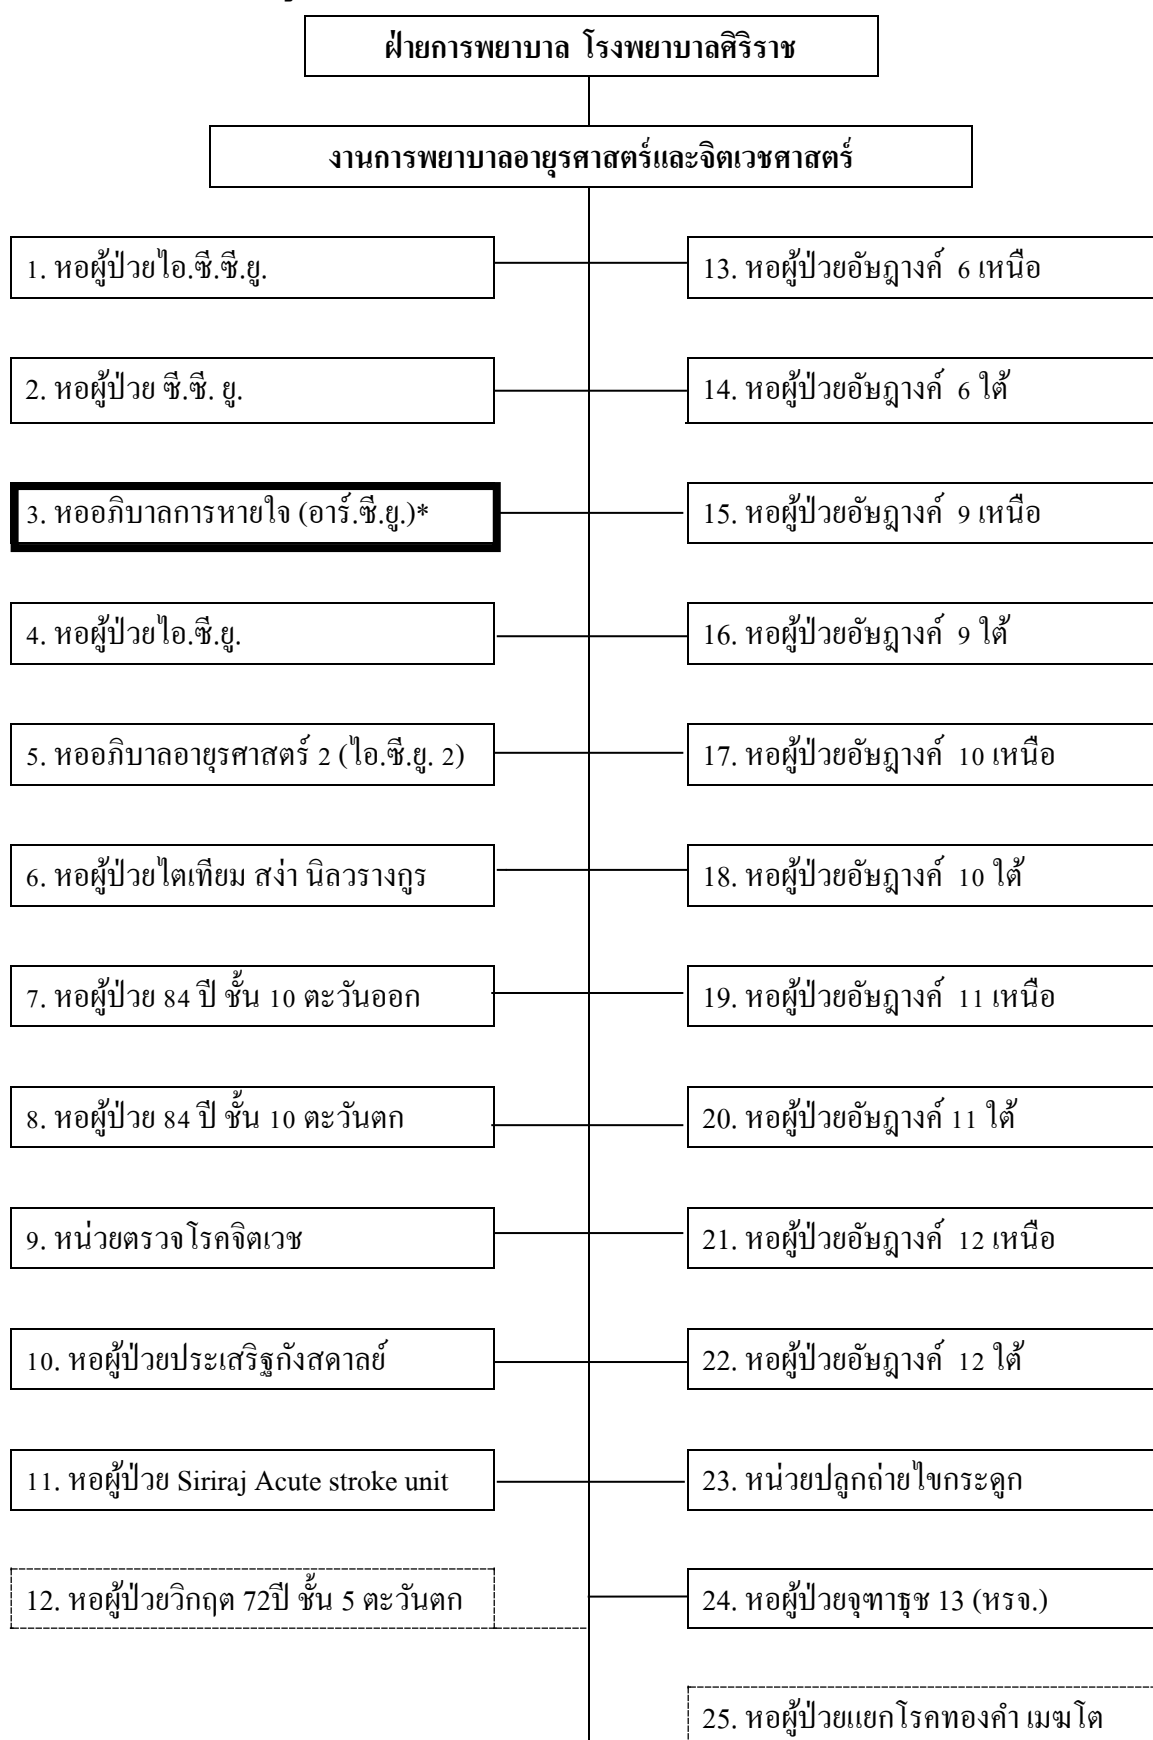 ฝ่ายการพยาบาล โรงพยาบาลศิริราช
งานการพยาบาลอายุรศาสตร์และจิตเวชศาสตร์
1. หอผู้ป่วยไอ.ซี.ซี.ยู.
2. หอผู้ป่วย ซี.ซี. ยู.
3. หออภิบาลการหายใจ (อาร์.ซี.ยู.)*
4. หอผู้ป่วยไอ.ซี.ยู.
5. หออภิบาลอายุรศาสตร์ 2 (ไอ.ซี.ยู. 2)
6. หอผู้ป่วยไตเทียม สง่า นิลวรางกูร
7. หอผู้ป่วย 84 ปี ชั้น 10 ตะวันออก
8. หอผู้ป่วย 84 ปี ชั้น 10 ตะวันตก
9. หน่วยตรวจโรคจิตเวช
10. หอผู้ป่วยประเสริฐกังสดาลย์
11. หอผู้ป่วย Siriraj Acute stroke unit
12. หอผู้ป่วยวิกฤต 72ปี ชั้น 5 ตะวันตก
13. หอผู้ป่วยอัษฎางค์ 6 เหนือ
14. หอผู้ป่วยอัษฎางค์ 6 ใต้
15. หอผู้ป่วยอัษฎางค์ 9 เหนือ
16. หอผู้ป่วยอัษฎางค์ 9 ใต้
17. หอผู้ป่วยอัษฎางค์ 10 เหนือ
18. หอผู้ป่วยอัษฎางค์ 10 ใต้
19. หอผู้ป่วยอัษฎางค์ 11 เหนือ
20. หอผู้ป่วยอัษฎางค์ 11 ใต้
21. หอผู้ป่วยอัษฎางค์ 12 เหนือ
22. หอผู้ป่วยอัษฎางค์ 12 ใต้
23. หน่วยปลูกถ่ายไขกระดูก
24. หอผู้ป่วยจุฑาธุช 13 (หรจ.)
25. หอผู้ป่วยแยกโรคทองคำ เมฆโต